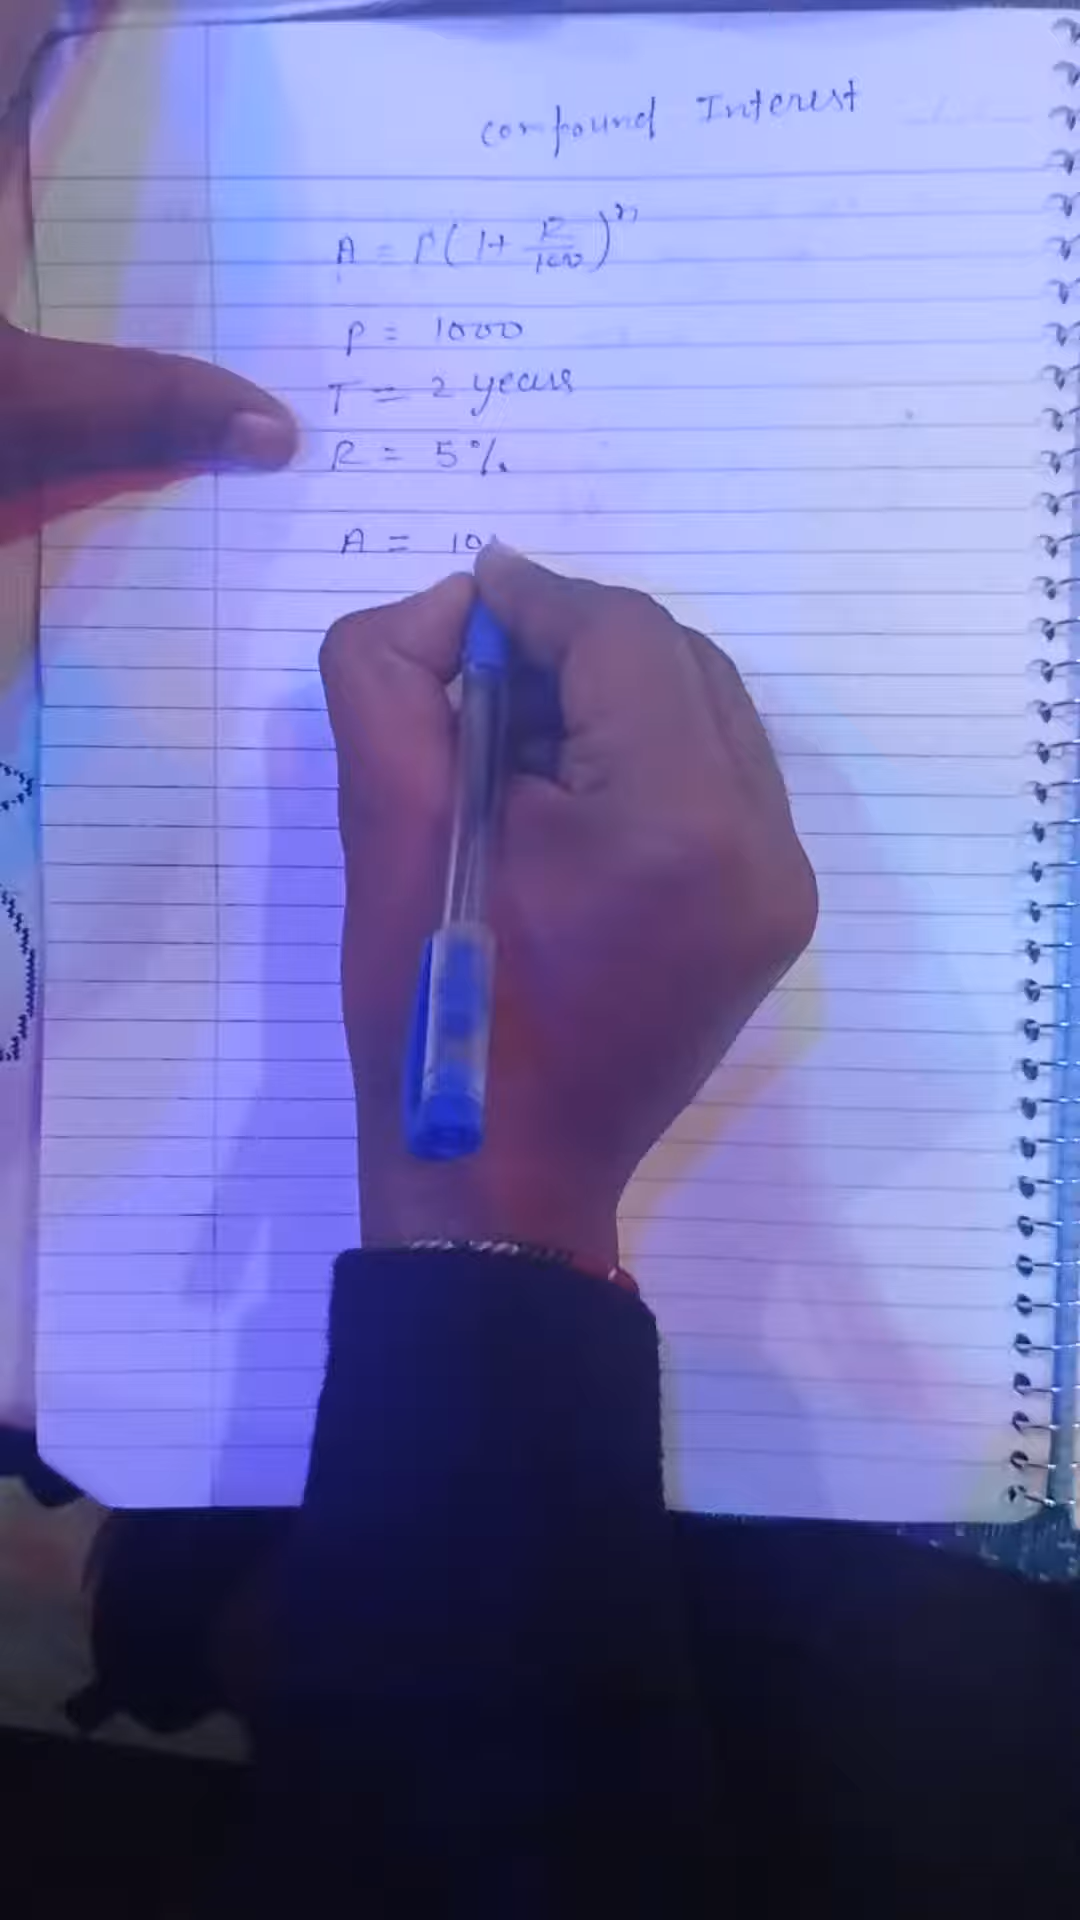 Compound Interest
A = P(1+ R/100)^n
P = 1000
T = 2 years
R = 5%
A = 10